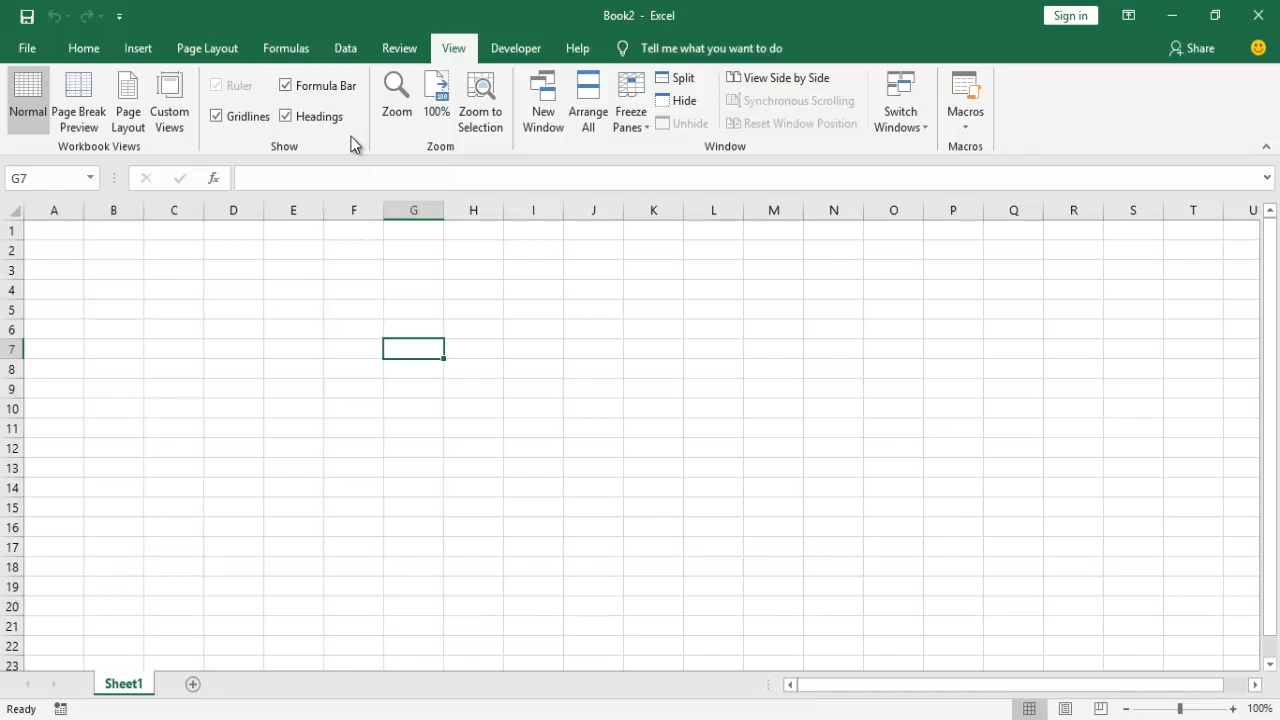 Book2 - Excel
Sign in
File Home Insert Page Layout Formulas Data Review View Developer Help Tell me what you want to do Share
Normal
Page Break Preview
Page Layout
Custom Views
Workbook Views
Ruler
Formula Bar
Gridlines
Headings
Show
Zoom
100%
100
Zoom to Selection
Zoom
New Window
Arrange All
Freeze Panes
Split
Hide
Unhide
View Side by Side
Synchronous Scrolling
Reset Window Position
Switch Windows
Window
Macros
Macros
G7
fx
A B C D E F G H I J K L M N O P Q R S T U
1
2
3
4
5
6
7
8
9
10
11
12
13
14
15
16
17
18
19
20
21
22
23
Sheet1
Ready
100%